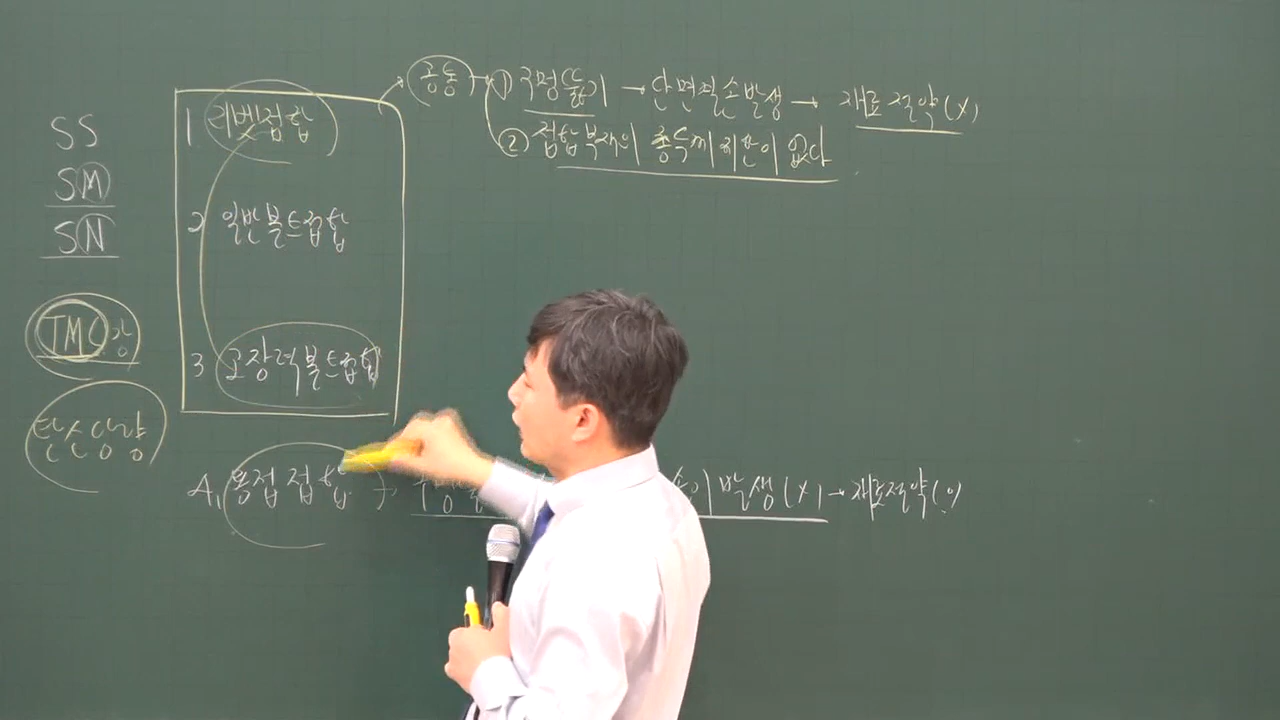 SS
SM
SN
TMC강
탄소당량
1 리벳접합
2 일반볼트접합
3 고장력볼트접합
공통 → ① 구멍뚫기 → 단면적손발생 → 재료절약(X)
② 접합부재의 종두께 제한이 없다
A, 용접접합 → 발생(X) → 재료절약(O)